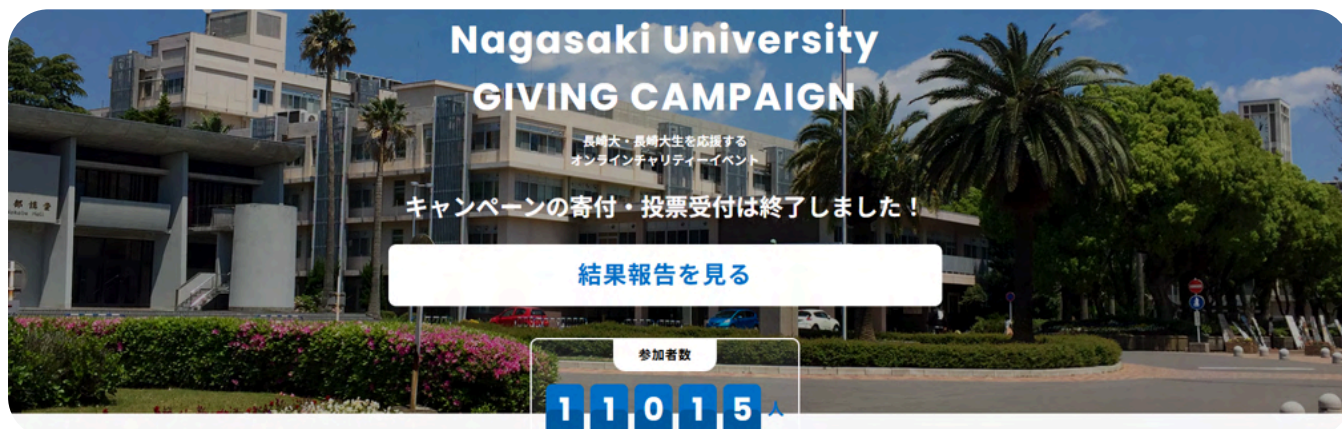 Nagasaki University
GIVING CAMPAIGN
長崎大・長崎大生を応援する
オンラインチャリティーイベント
キャンペーンの寄付・投票受付は終了しました！
結果報告を見る
参加者数
11015人